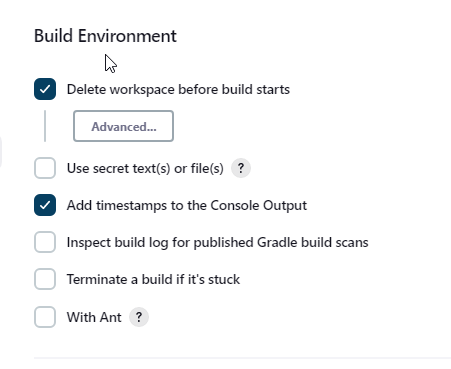 Build Environment
Delete workspace before build starts
Advanced...
Use secret text(s) or file(s) ?
Add timestamps to the Console Output
Inspect build log for published Gradle build scans
Terminate a build if it's stuck
With Ant ?